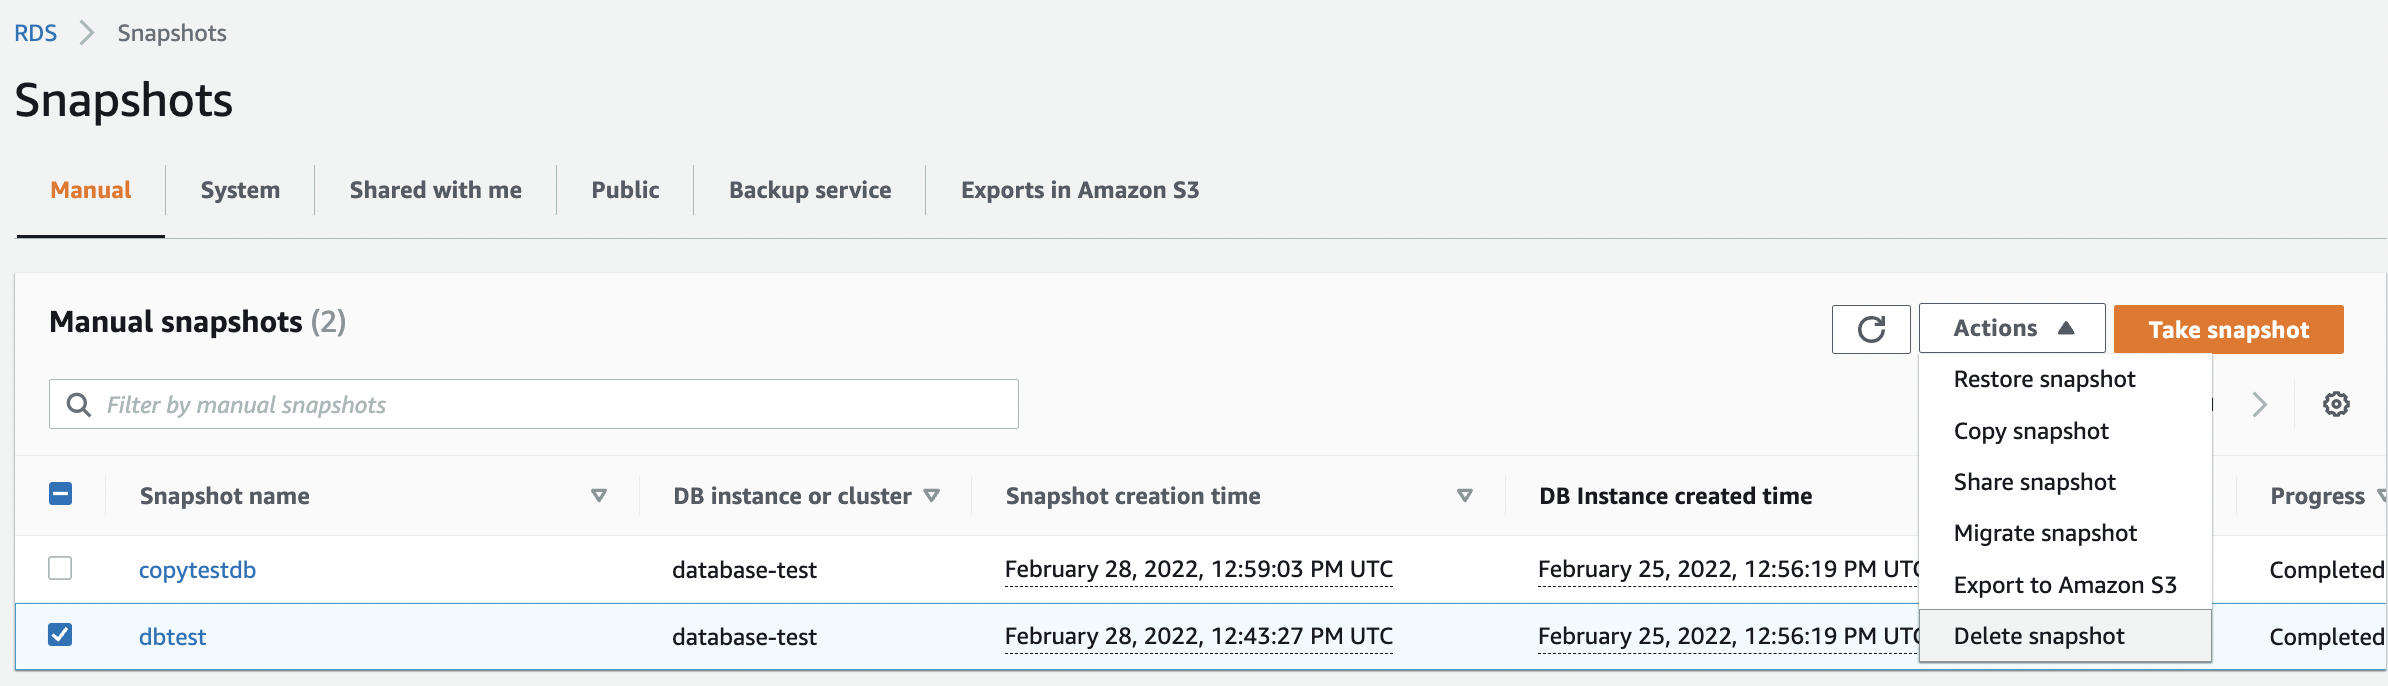 RDS > Snapshots
Snapshots
Manual System Shared with me Public Backup service Exports in Amazon S3
Manual snapshots (2)
Actions Take snapshot
Filter by manual snapshots
Restore snapshot
Copy snapshot
Share snapshot
Migrate snapshot
Export to Amazon S3
Delete snapshot
Snapshot name DB instance or cluster Snapshot creation time DB Instance created time Progress
copytestdb database-test February 28, 2022, 12:59:03 PM UTC February 25, 2022, 12:56:19 PM UTC Completed
dbtest database-test February 28, 2022, 12:43:27 PM UTC February 25, 2022, 12:56:19 PM UTC Completed